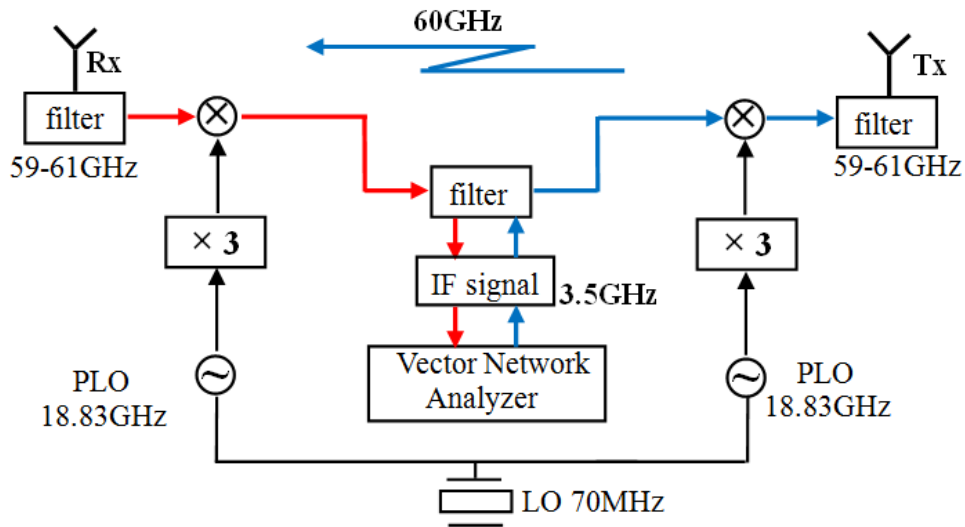 60GHz
Rx
Tx
filter
filter
59-61GHz
59-61GHz
filter
× 3
× 3
IF signal
3.5GHz
Vector Network
Analyzer
PLO
18.83GHz
PLO
18.83GHz
LO 70MHz